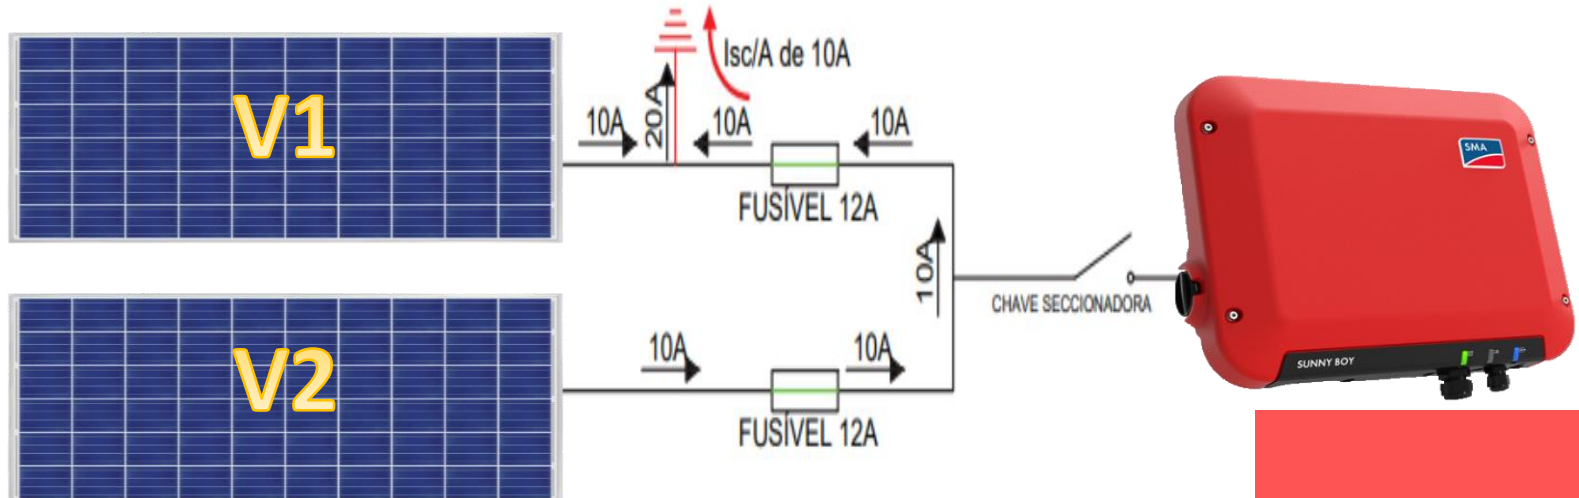 V1
Isc/A de 10A
10A
20A
10A
10A
FUSÍVEL 12A
SMA
10A
CHAVE SECCIONADORA
SUNNY BOY
V2
10A
10A
FUSÍVEL 12A